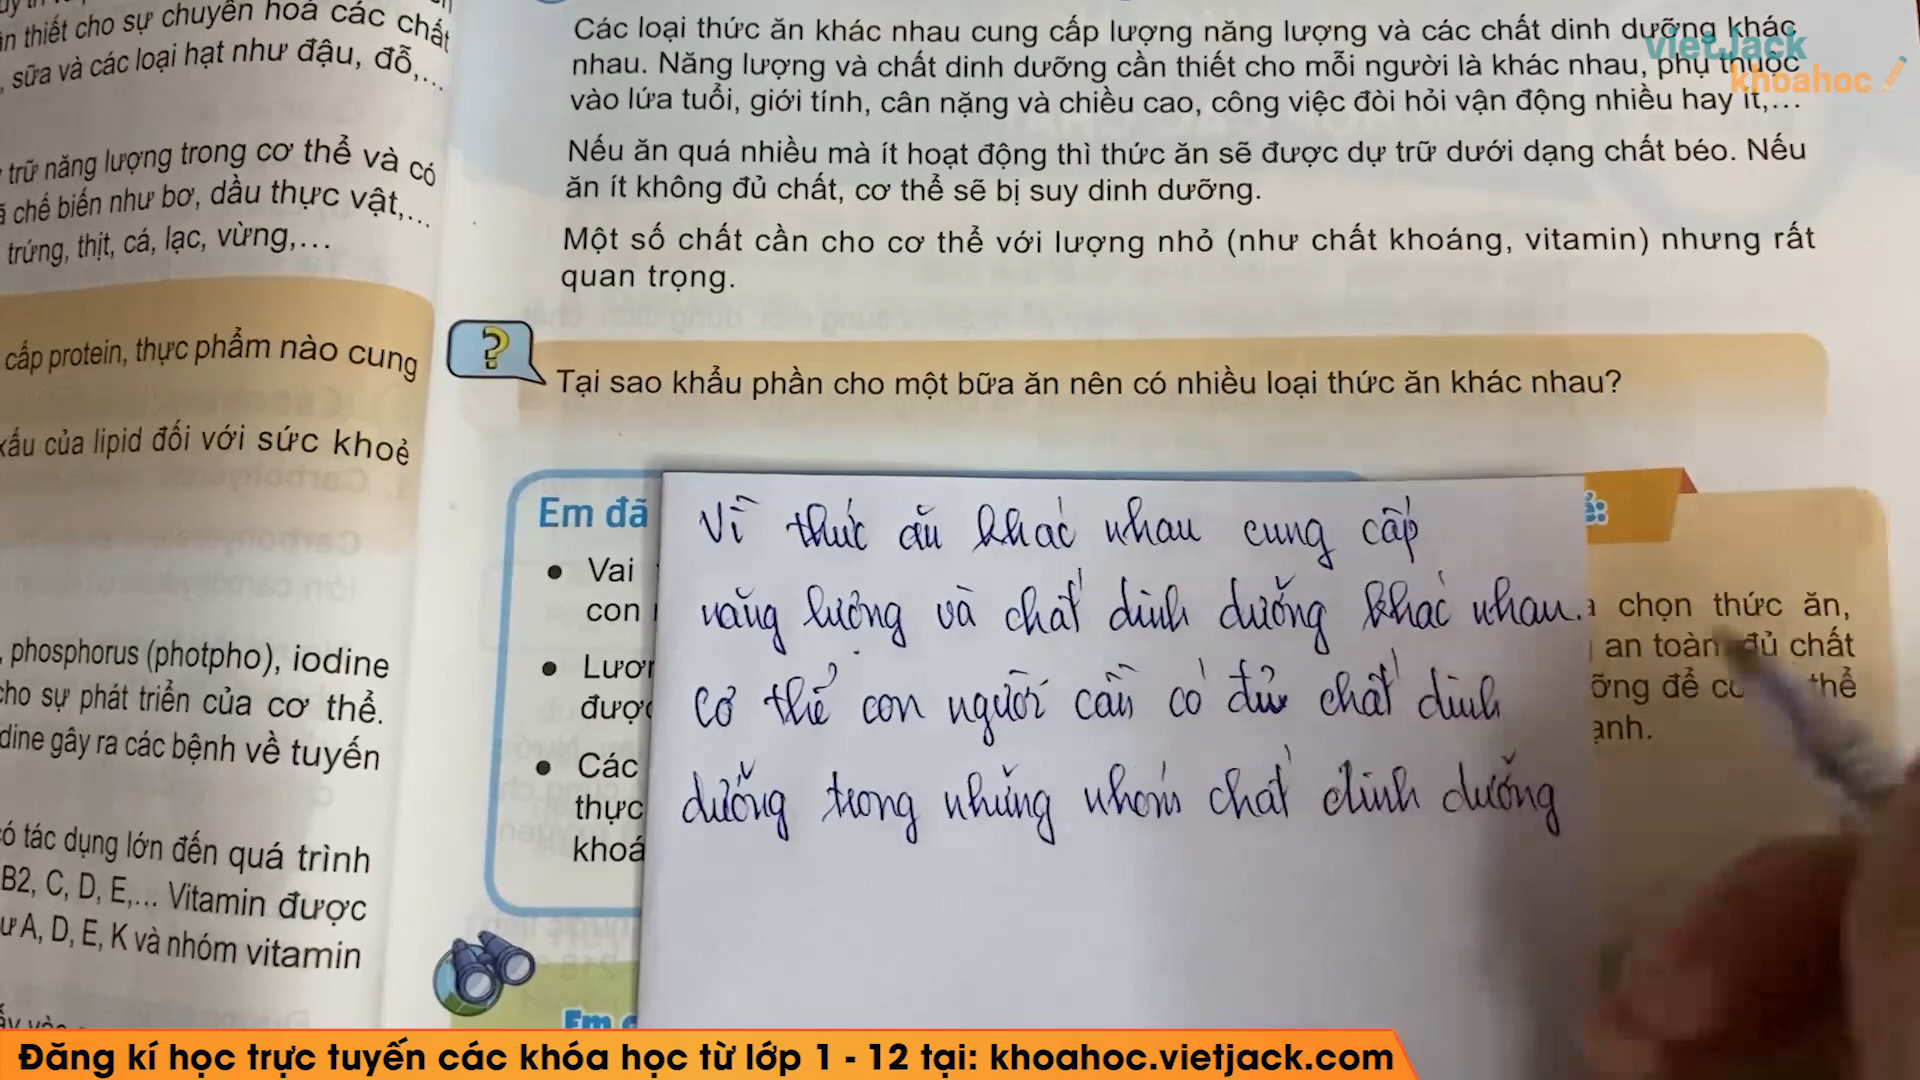 ần thiết cho sự chuyển hoá các chất
, sữa và các loại hạt như đậu, đỗ,...
trữ năng lượng trong cơ thể và có
chế biến như bơ, dầu thực vật,...
trứng, thịt, cá, lạc, vừng,...
cấp protein, thực phẩm nào cung
xấu của lipid đối với sức khoẻ
, phosphorus (photpho), iodine
cho sự phát triển của cơ thể.
dine gây ra các bệnh về tuyến
có tác dụng lớn đến quá trình
B2, C, D, E,... Vitamin được
ư A, D, E, K và nhóm vitamin
Các loại thức ăn khác nhau cung cấp lượng năng lượng và các chất dinh dưỡng khác
nhau. Năng lượng và chất dinh dưỡng cần thiết cho mỗi người là khác nhau, phụ thuộc
vào lứa tuổi, giới tính, cân nặng và chiều cao, công việc đòi hỏi vận động nhiều hay ít,...
Nếu ăn quá nhiều mà ít hoạt động thì thức ăn sẽ được dự trữ dưới dạng chất béo. Nếu
ăn ít không đủ chất, cơ thể sẽ bị suy dinh dưỡng.
Một số chất cần cho cơ thể với lượng nhỏ (như chất khoáng, vitamin) nhưng rất
quan trọng.
?
Tại sao khẩu phần cho một bữa ăn nên có nhiều loại thức ăn khác nhau?
Em đã
• Vai
con
• Lươn
được
• Các
thực
khoá
Vì thức ăn khác nhau cung cấp
năng lượng và chất dinh dưỡng khác nhau.
cơ thể con người cần có đủ chất dinh
dưỡng trong những nhóm chất dinh dưỡng
chọn thức ăn,
an toàn, đủ chất
thể
ạnh.
vietjack
khoahoc
Đăng kí học trực tuyến các khóa học từ lớp 1 - 12 tại: khoahoc.vietjack.com